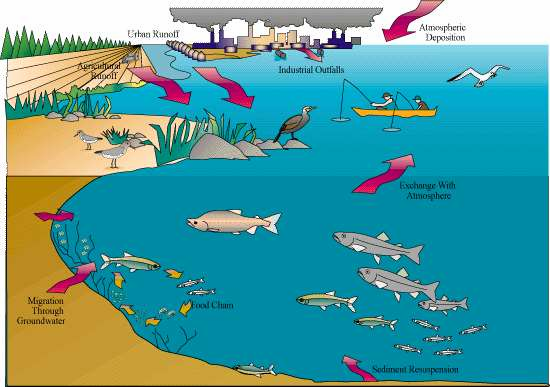 Urban Runoff
Atmospheric
Deposition
Agricultural
Runoff
Industrial Outfalls
Exchange With
Atmosphere
Migration
Through
Groundwater
Food Chain
Sediment Resuspension